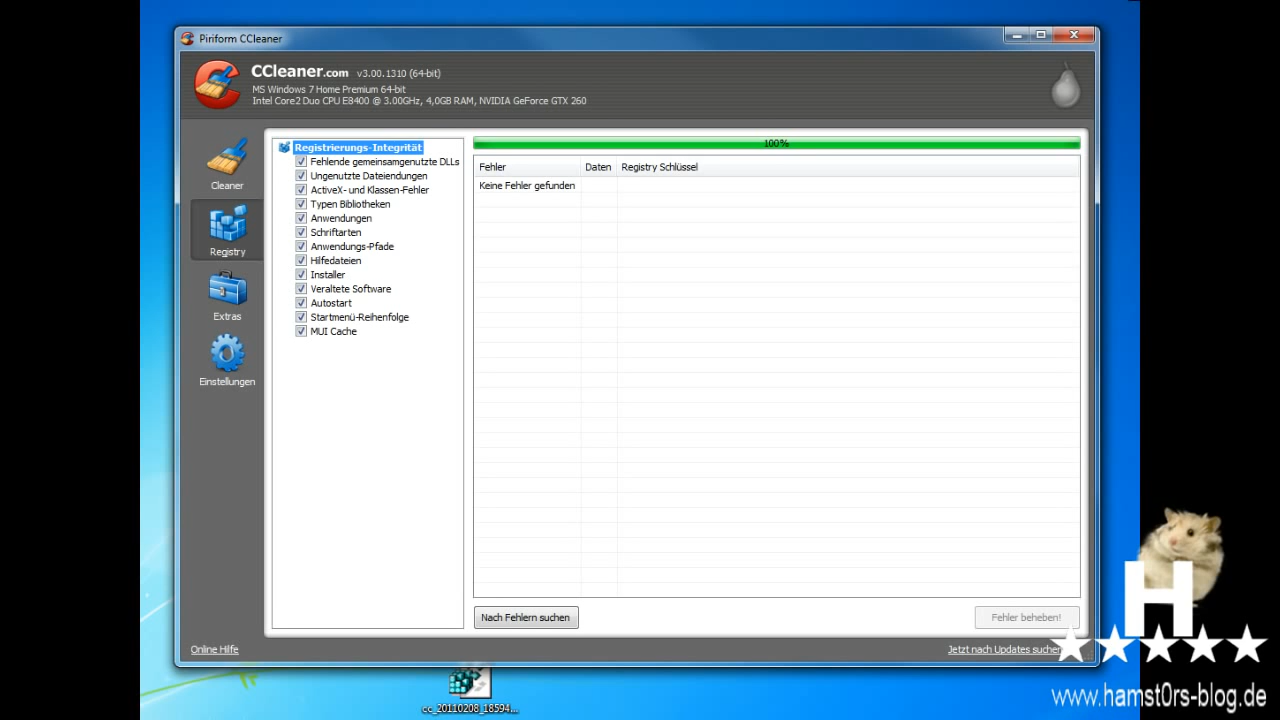 Piriform CCleaner
CCleaner.com v3.00.1310 (64-bit)
MS Windows 7 Home Premium 64-bit
Intel Core2 Duo CPU E8400 @ 3.00GHz, 4,0GB RAM, NVIDIA GeForce GTX 260
Cleaner
Registry
Extras
Einstellungen
Registrierungs-Integrität
Fehlende gemeinsamgenutzte DLLs
Ungenutzte Dateiendungen
ActiveX- und Klassen-Fehler
Typen Bibliotheken
Anwendungen
Schriftarten
Anwendungs-Pfade
Hilfedateien
Installer
Veraltete Software
Autostart
Startmenü-Reihenfolge
MUI Cache
100%
Fehler Daten Registry Schlüssel
Keine Fehler gefunden
Nach Fehlern suchen
Fehler beheben!
Online Hilfe
Jetzt nach Updates suchen
cc_20110208_18594...
H
www.hamst0rs-blog.de